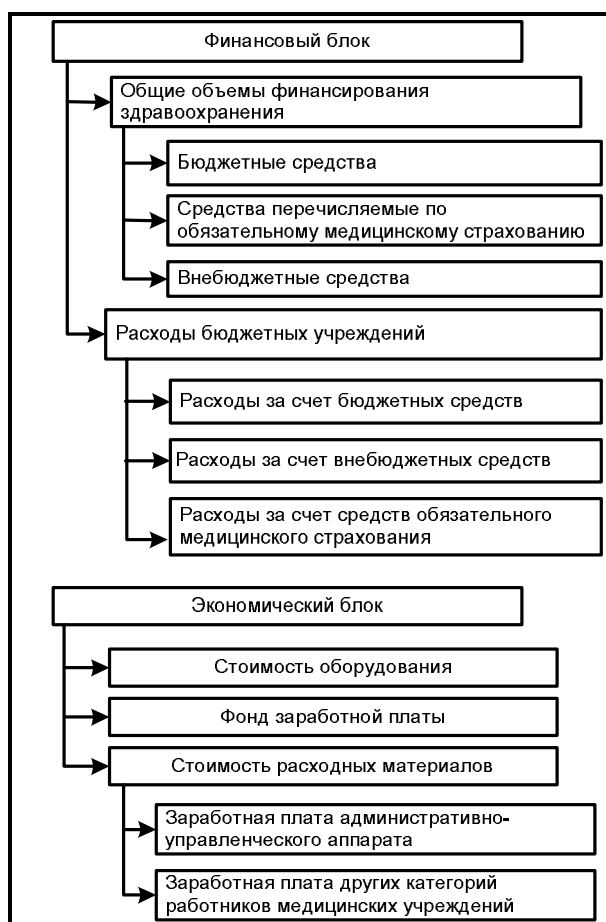 Финансовый блок
Общие объемы финансирования
здравоохранения
Бюджетные средства
Средства перечисляемые по
обязательному медицинскому страхованию
Внебюджетные средства
Расходы бюджетных учреждений
Расходы за счет бюджетных средств
Расходы за счет внебюджетных средств
Расходы за счет средств обязательного
медицинского страхования
Экономический блок
Стоимость оборудования
Фонд заработной платы
Стоимость расходных материалов
Заработная плата административно-
управленческого аппарата
Заработная плата других категорий
работников медицинских учреждений